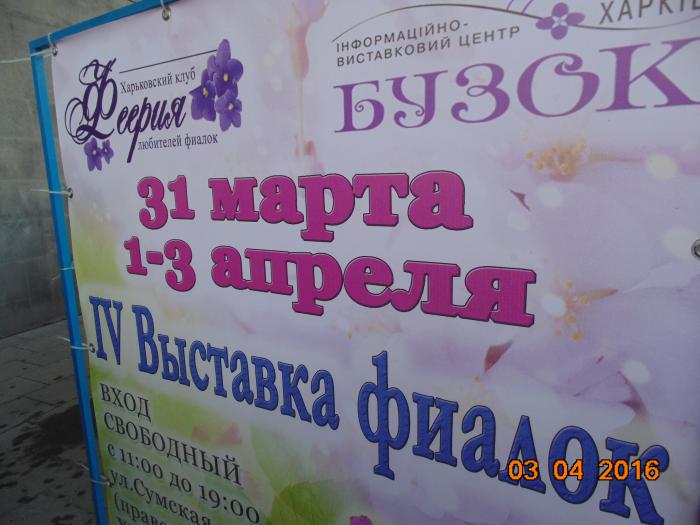 Харьковский клуб
Феерия
любителей фиалок
ІНФОРМАЦІЙНО-
ВИСТАВКОВИЙ ЦЕНТР
БУЗОК
31 марта
1-3 апреля
IV Выставка фиалок
ВХОД
СВОБОДНЫЙ
с 11:00 до 19:00
ул.Сумская
03 04 2016